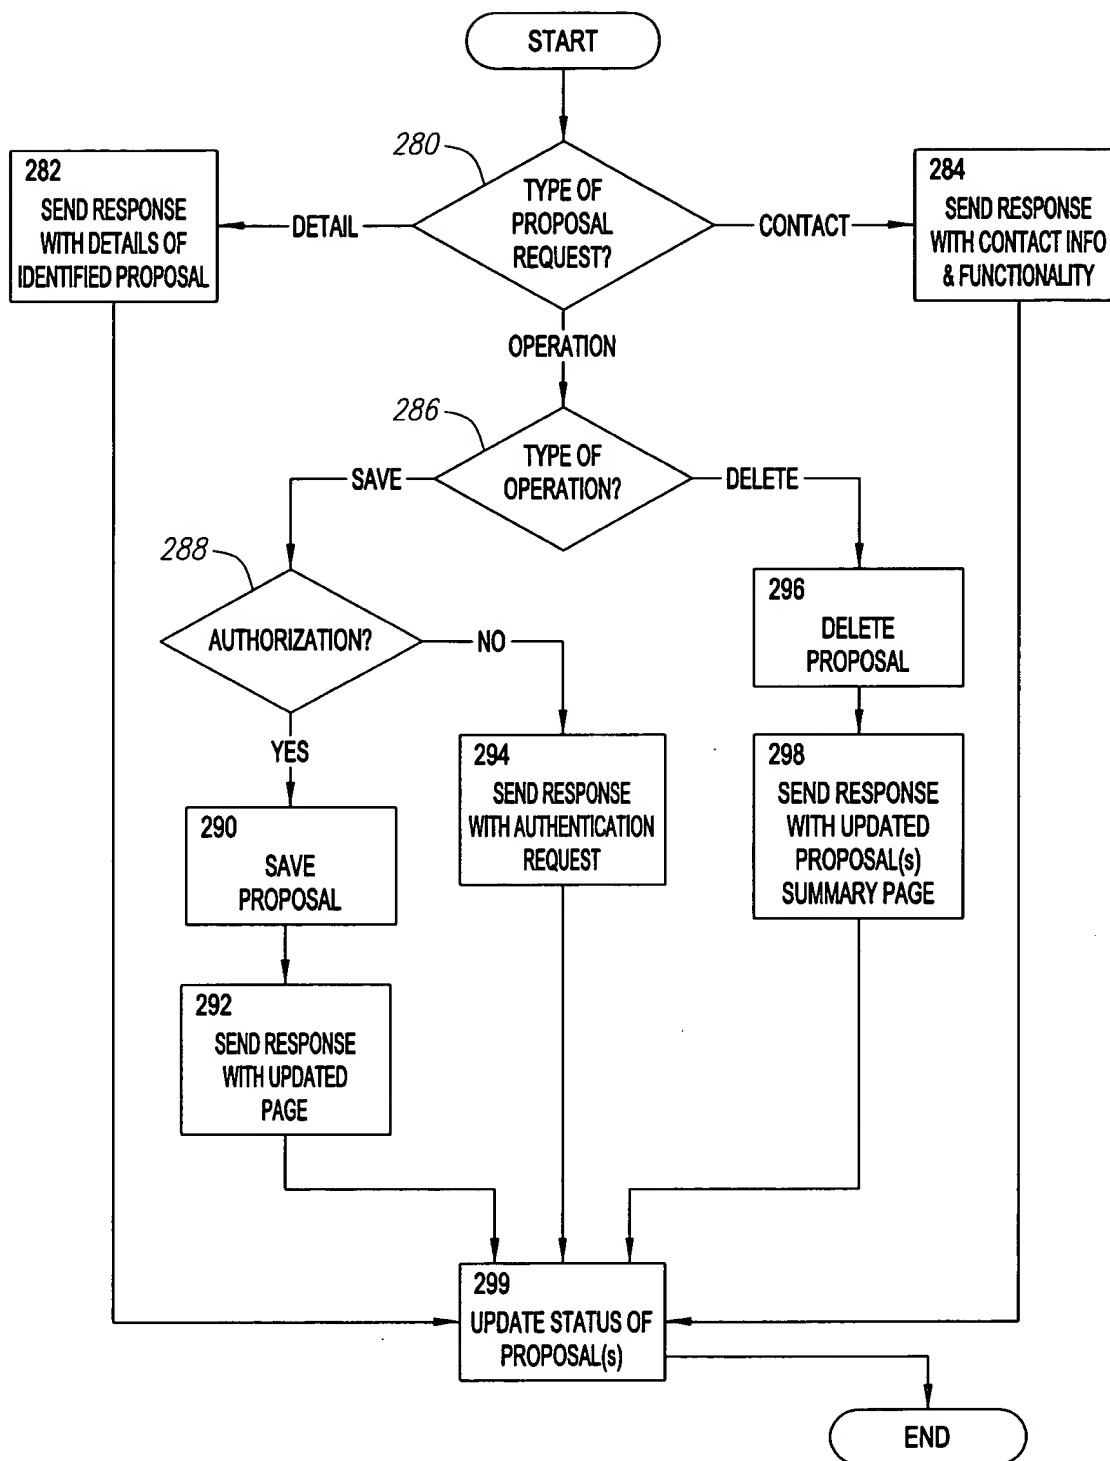 START
280
TYPE OF
PROPOSAL
REQUEST?
DETAIL
CONTACT
OPERATION
282
SEND RESPONSE
WITH DETAILS OF
IDENTIFIED PROPOSAL
284
SEND RESPONSE
WITH CONTACT INFO
& FUNCTIONALITY
286
TYPE OF
OPERATION?
SAVE
DELETE
288
AUTHORIZATION?
NO
YES
296
DELETE
PROPOSAL
290
SAVE
PROPOSAL
294
SEND RESPONSE
WITH AUTHENTICATION
REQUEST
298
SEND RESPONSE
WITH UPDATED
PROPOSAL(s)
SUMMARY PAGE
292
SEND RESPONSE
WITH UPDATED
PAGE
299
UPDATE STATUS OF
PROPOSAL(s)
END